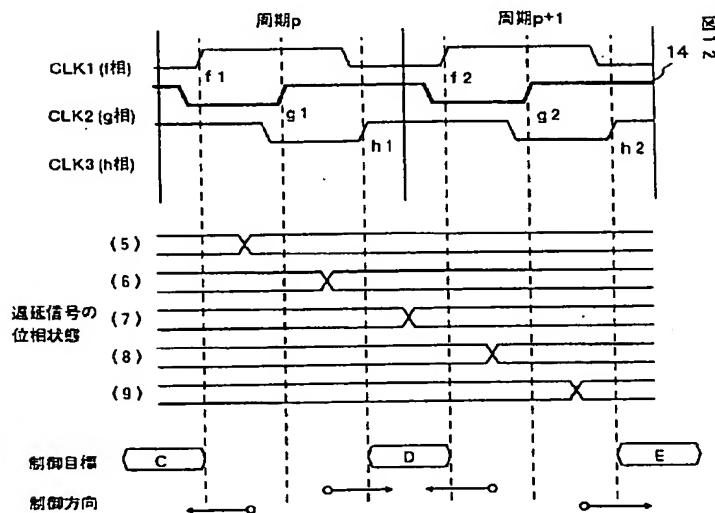 図12
周期p
周期p+1
14
CLK1 (f相)
f1
f2
CLK2 (g相)
g1
g2
CLK3 (h相)
h1
h2
(5)
(6)
遅延信号の
位相状態
(7)
(8)
(9)
制御目標
C
D
E
制御方向